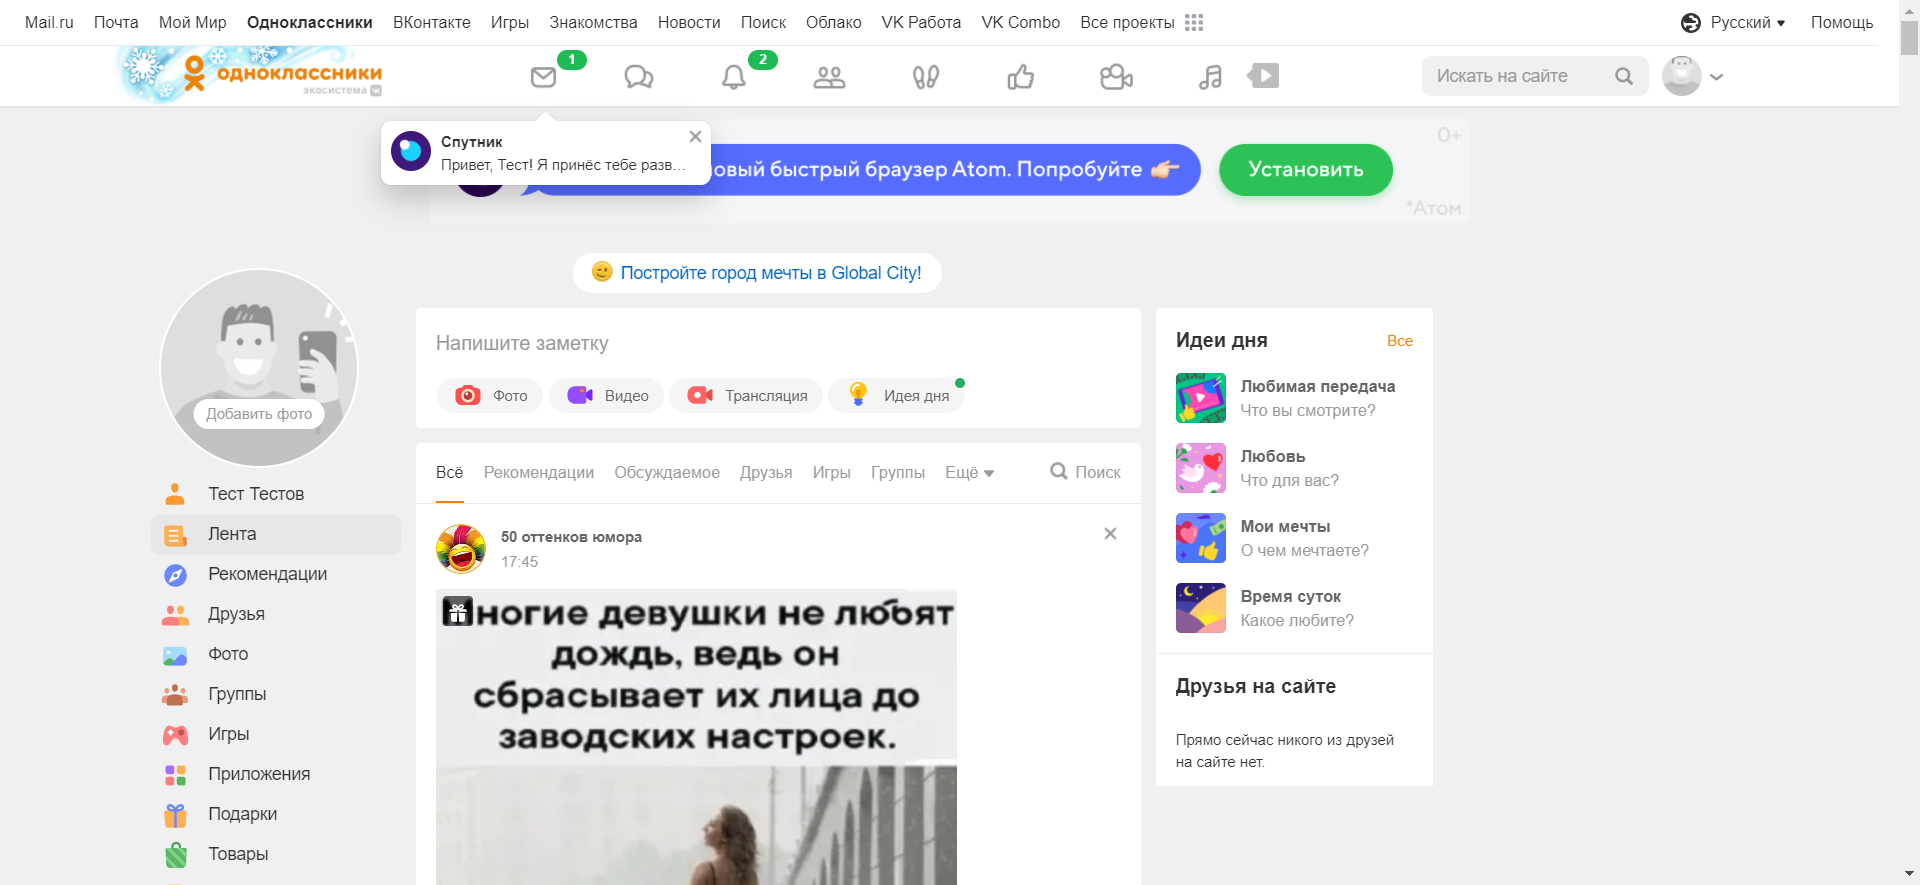 Mail.ru Почта Мой Мир Одноклассники ВКонтакте Игры Знакомства Новости Поиск Облако VK Работа VK Combo Все проекты Русский Помощь
одноклассники
экосистема
1
2
Искать на сайте
Спутник
Привет, Тест! Я принёс тебе разв...
овый быстрый браузер Atom. Попробуйте
Установить
0+
*Атом
Постройте город мечты в Global City!
Добавить фото
Тест Тестов
Лента
Рекомендации
Друзья
Фото
Группы
Игры
Приложения
Подарки
Товары
Напишите заметку
Фото Видео Трансляция Идея дня
Всё Рекомендации Обсуждаемое Друзья Игры Группы Ещё Поиск
50 оттенков юмора
17:45
Многие девушки не любят
дождь, ведь он
сбрасывает их лица до
заводских настроек.
Идеи дня Все
Любимая передача
Что вы смотрите?
Любовь
Что для вас?
Мои мечты
О чем мечтаете?
Время суток
Какое любите?
Друзья на сайте
Прямо сейчас никого из друзей
на сайте нет.